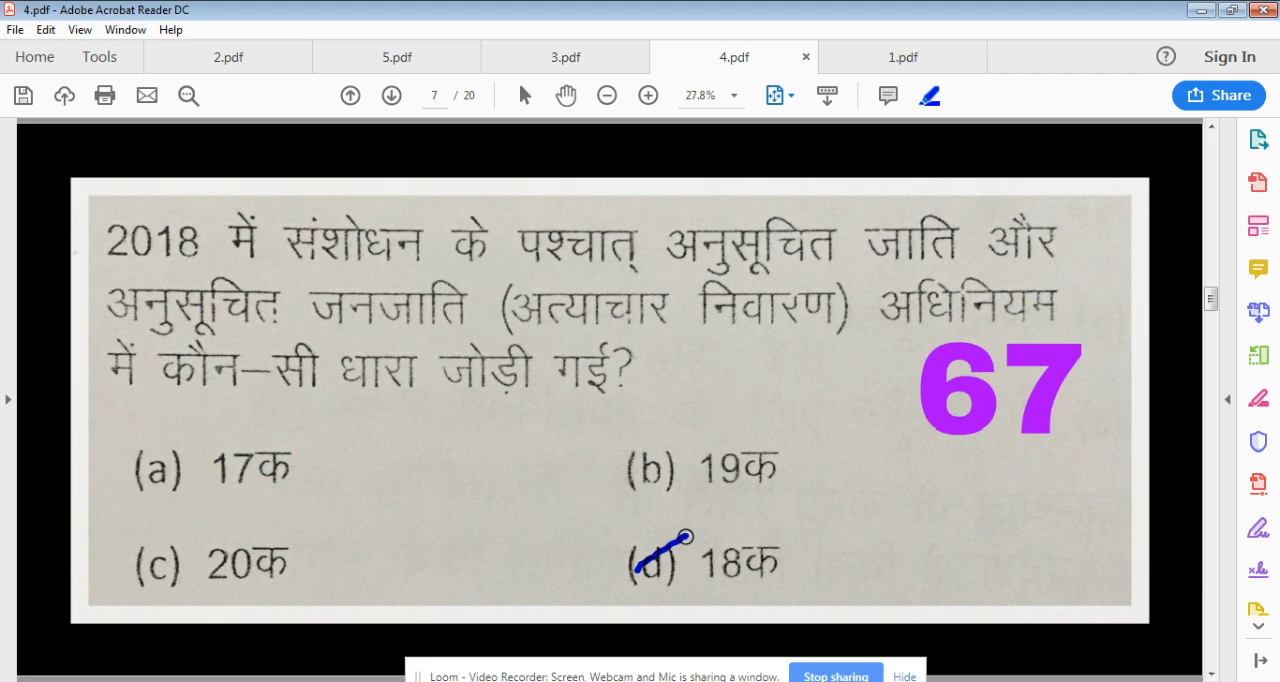 4.pdf - Adobe Acrobat Reader DC
File Edit View Window Help
Home Tools 2.pdf 5.pdf 3.pdf 4.pdf × 1.pdf ? Sign In
7 / 20 27.8% Share
2018 में संशोधन के पश्चात् अनुसूचित जाति और
अनुसूचित जनजाति (अत्याचार निवारण) अधिनियम
में कौन–सी धारा जोड़ी गई?
67
(a) 17क (b) 19क
(c) 20क (d) 18क
Loom - Video Recorder: Screen, Webcam and Mic is sharing a window. Stop sharing Hide